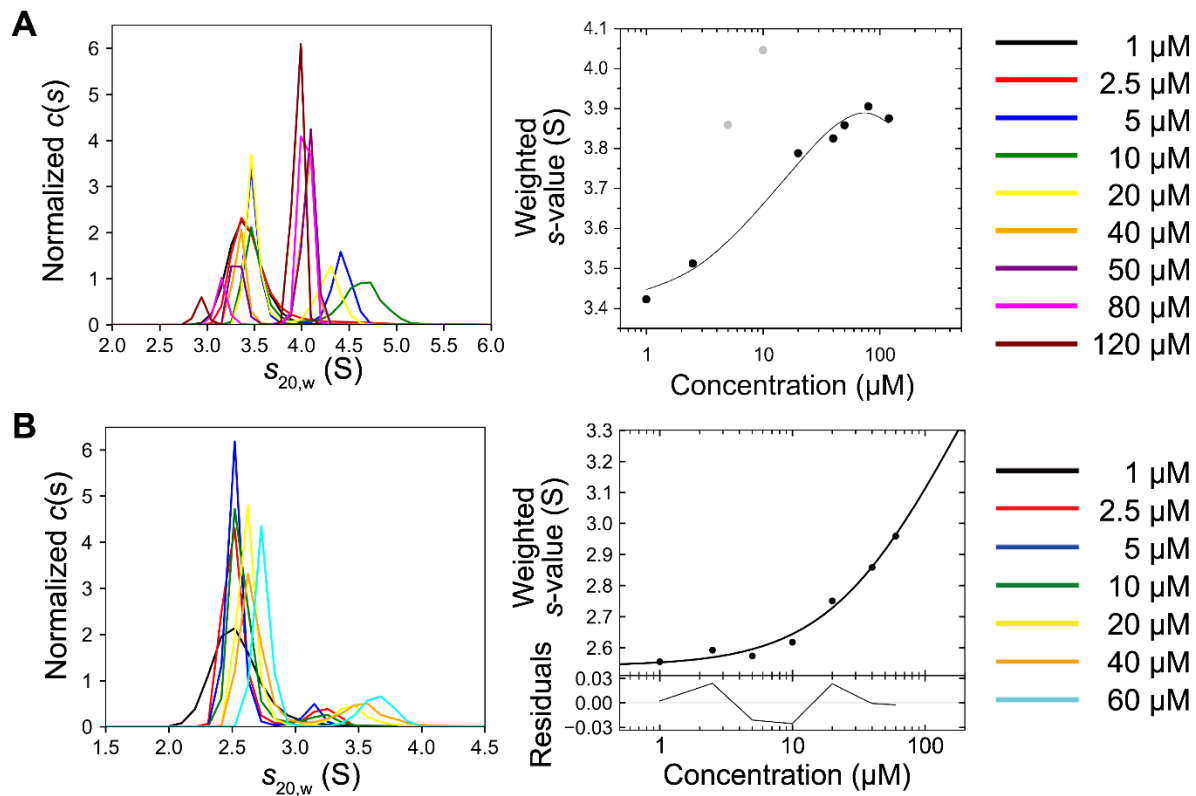 A
Normalized c(s)
6
5
4
3
2
1
0
2.0 2.5 3.0 3.5 4.0 4.5 5.0 5.5 6.0
s20,w (S)
Weighted
s-value (S)
4.1
4.0
3.9
3.8
3.7
3.6
3.5
3.4
1 10 100
Concentration (µM)
1 µM
2.5 µM
5 µM
10 µM
20 µM
40 µM
50 µM
80 µM
120 µM
B
Normalized c(s)
6
5
4
3
2
1
0
1.5 2.0 2.5 3.0 3.5 4.0 4.5
s20,w (S)
Weighted
s-value (S)
3.3
3.2
3.1
3.0
2.9
2.8
2.7
2.6
Residuals
0.03
0.00
−0.03
1 10 100
Concentration (µM)
1 µM
2.5 µM
5 µM
10 µM
20 µM
40 µM
60 µM